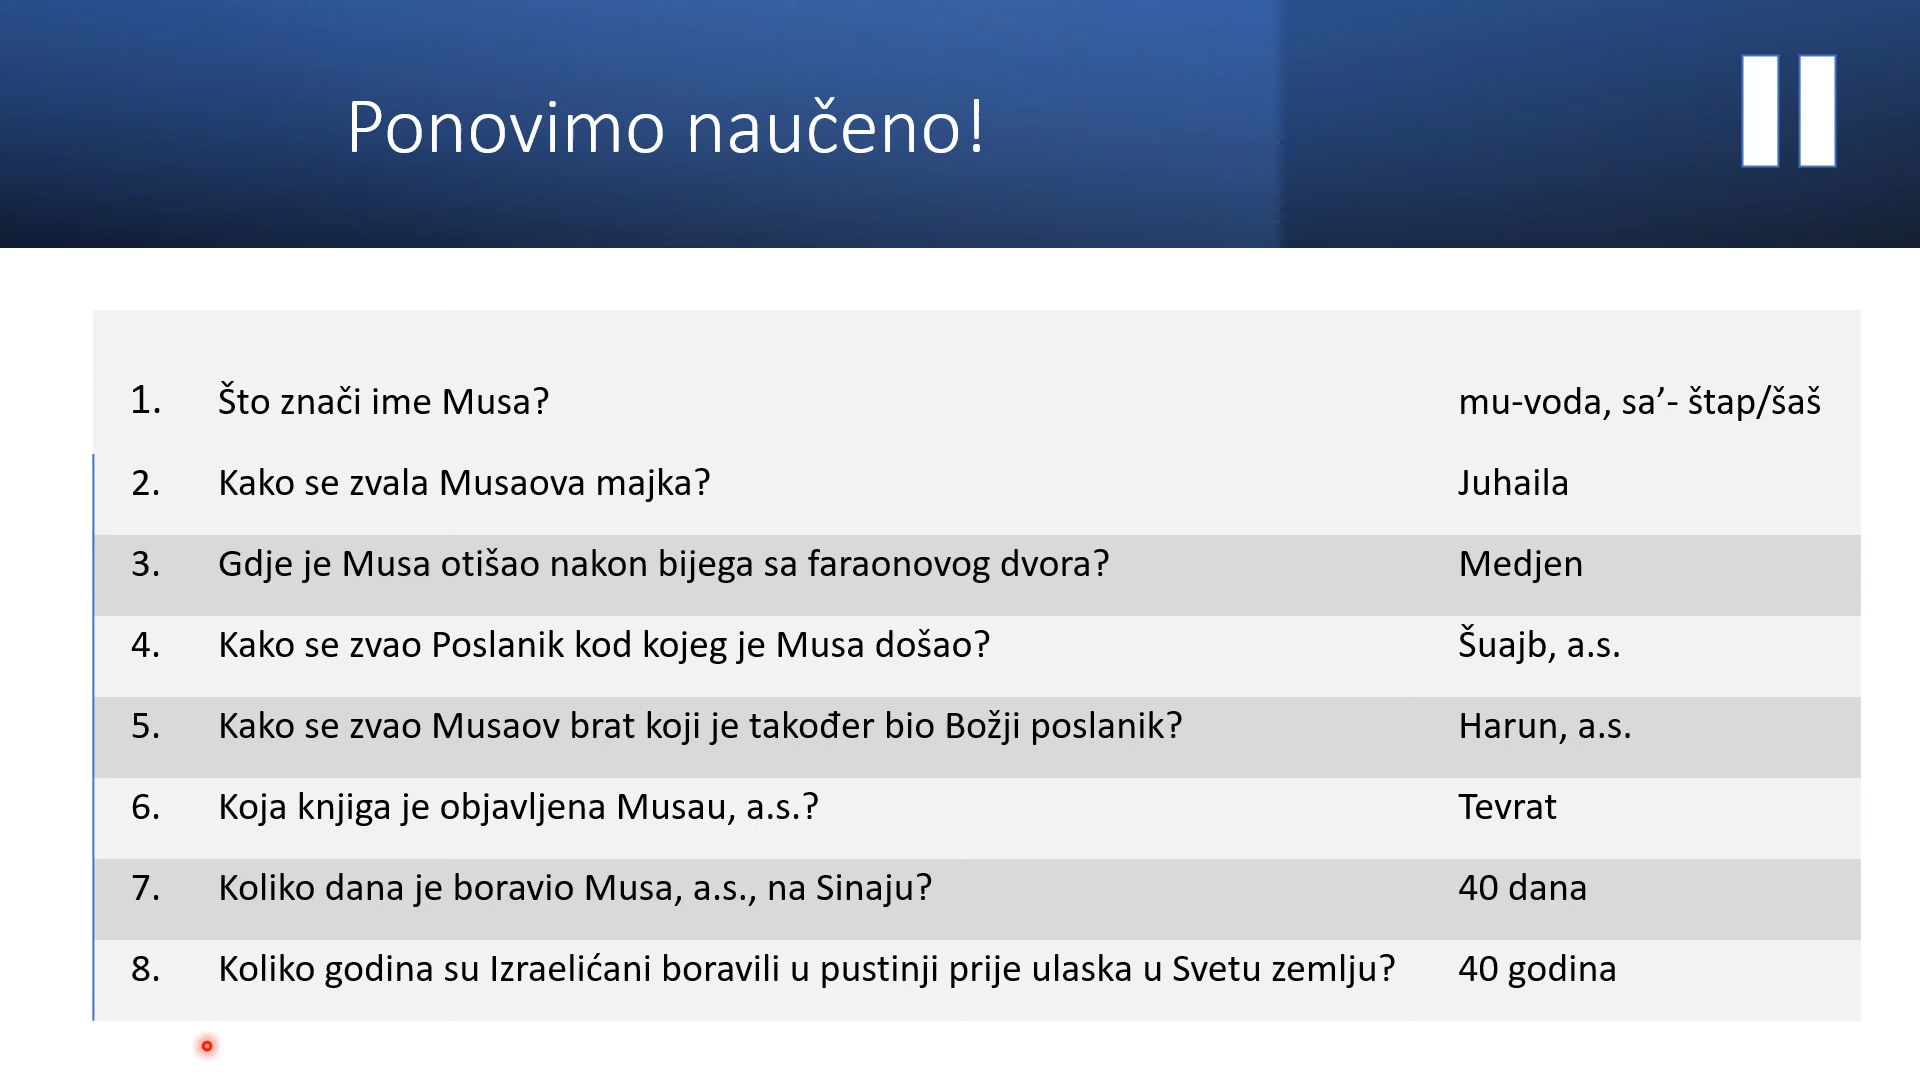 Ponovimo naučeno!
1. Što znači ime Musa? mu-voda, sa’- štap/šaš
2. Kako se zvala Musaova majka? Juhaila
3. Gdje je Musa otišao nakon bijega sa faraonovog dvora? Medjen
4. Kako se zvao Poslanik kod kojeg je Musa došao? Šuajb, a.s.
5. Kako se zvao Musaov brat koji je također bio Božji poslanik? Harun, a.s.
6. Koja knjiga je objavljena Musau, a.s.? Tevrat
7. Koliko dana je boravio Musa, a.s., na Sinaju? 40 dana
8. Koliko godina su Izraelićani boravili u pustinji prije ulaska u Svetu zemlju? 40 godina